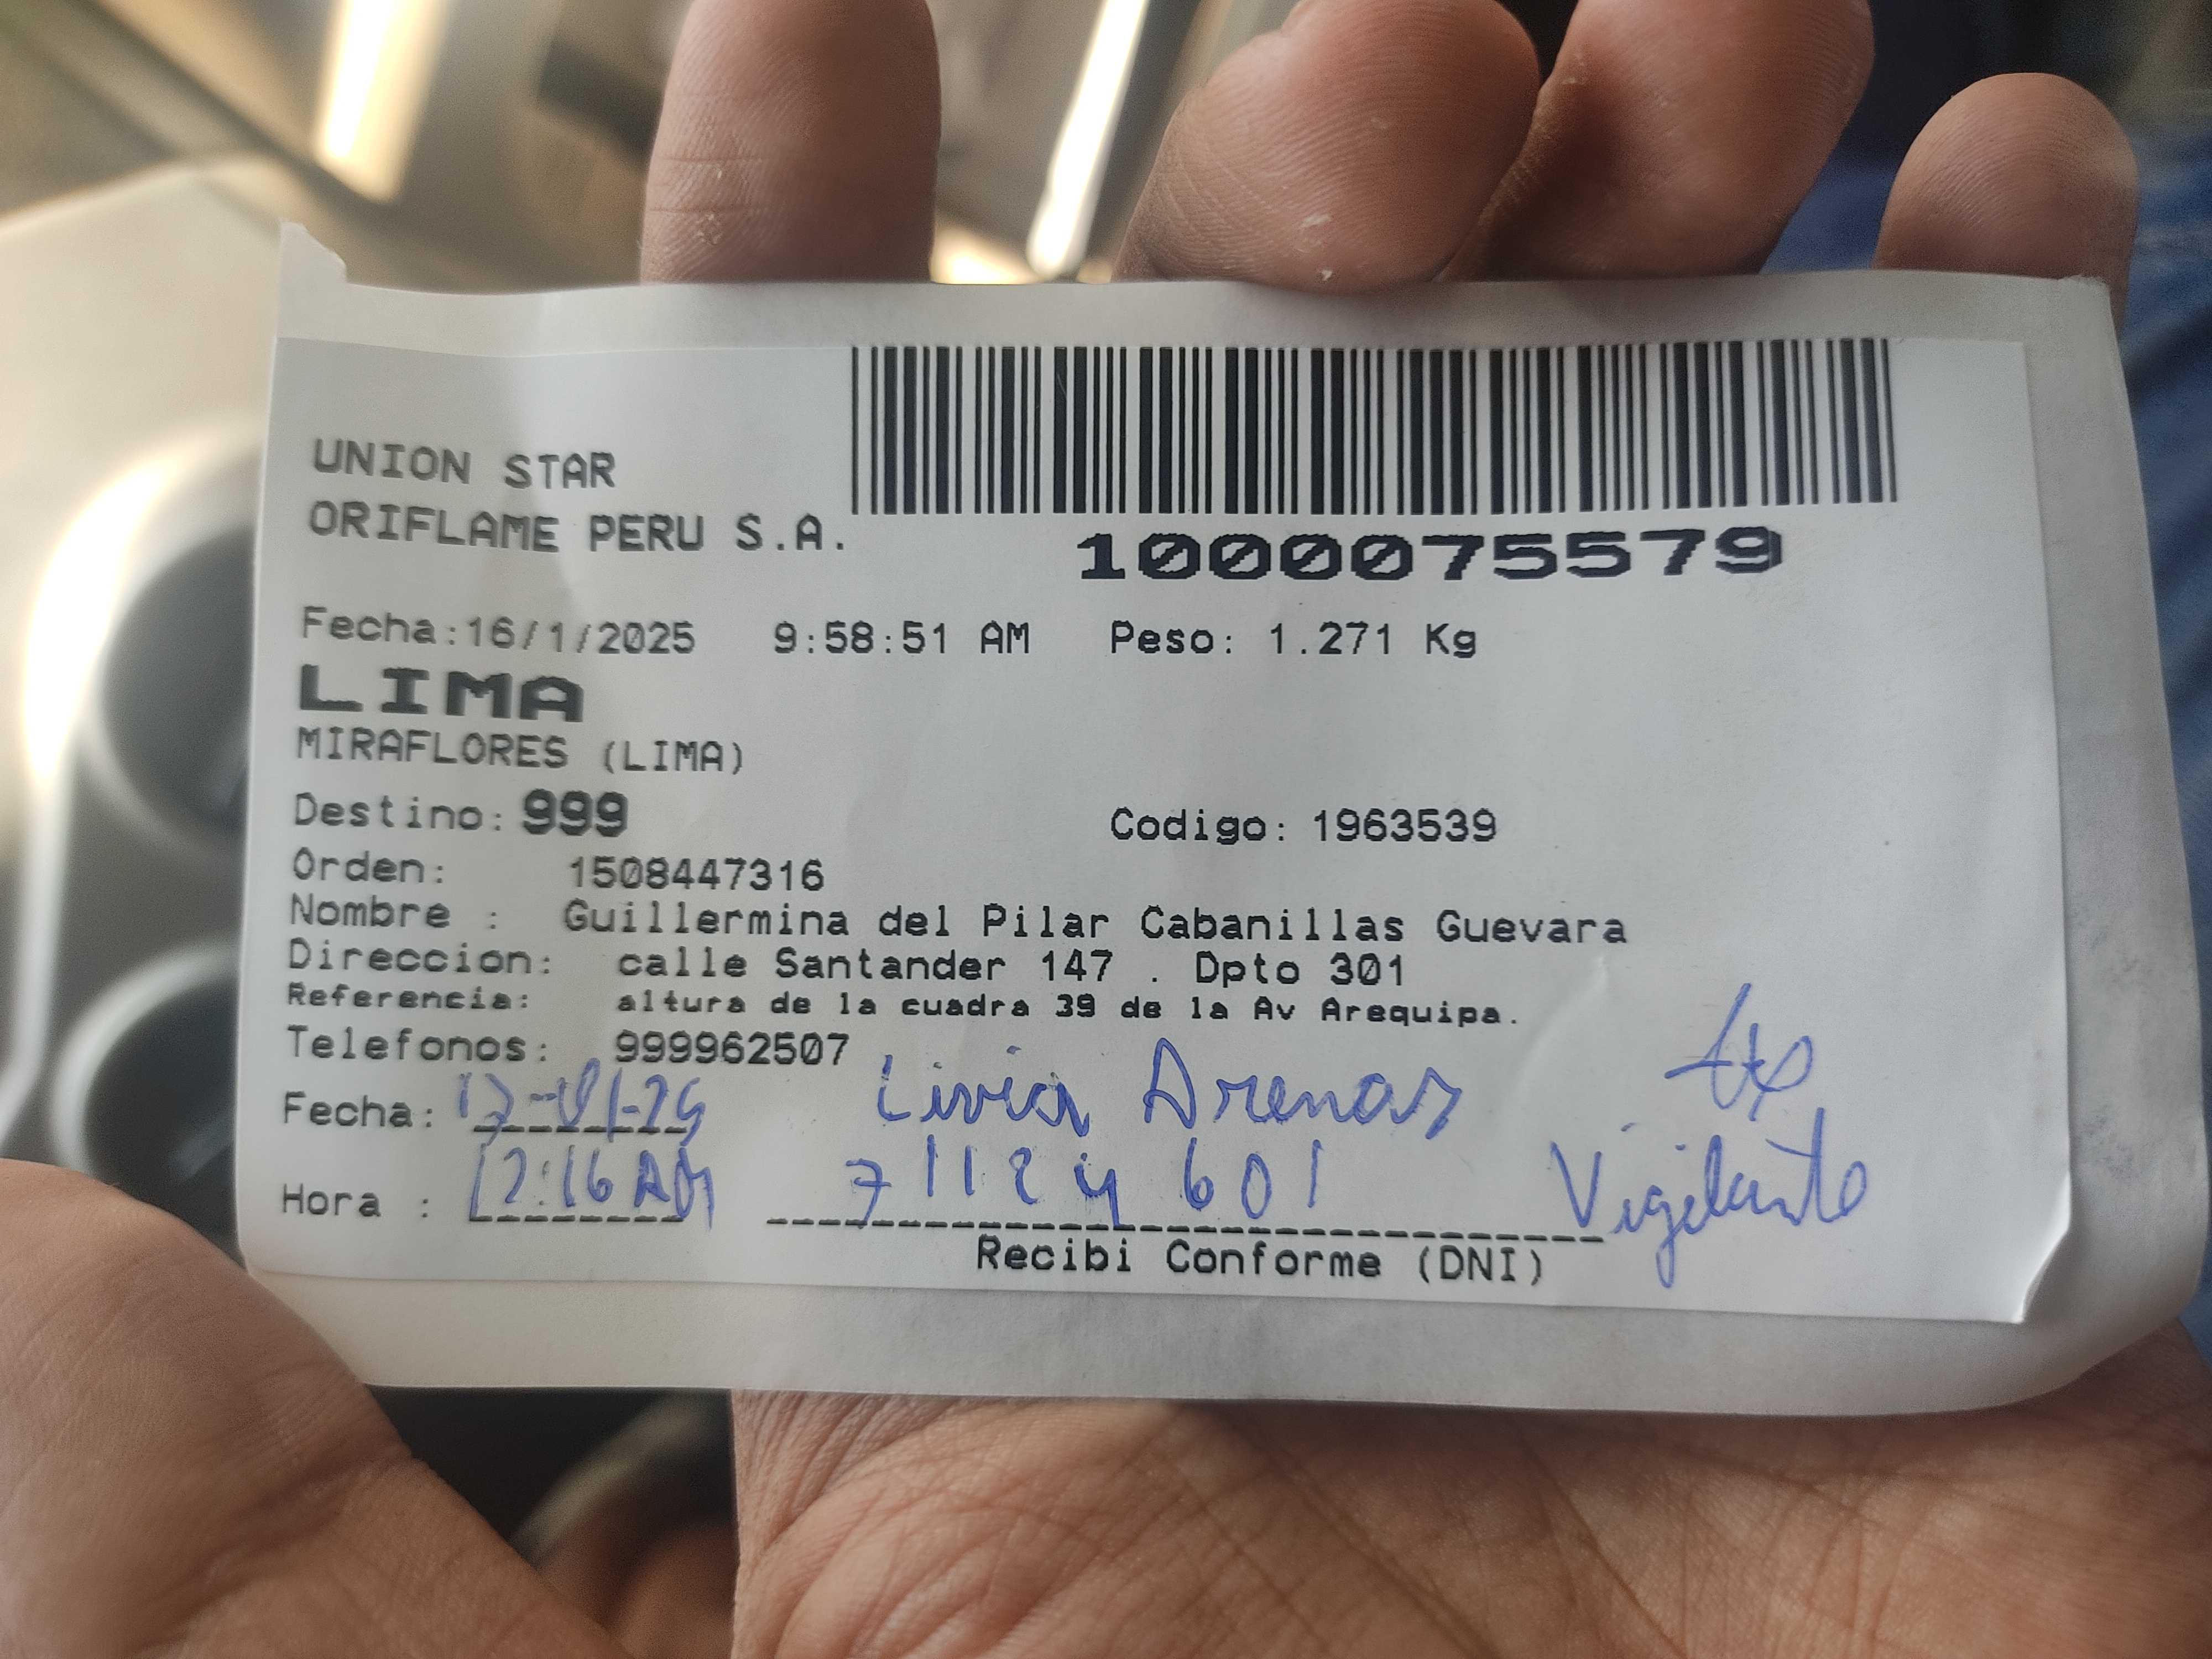 UNION STAR
ORIFLAME PERU S.A.
1000075579
Fecha:16/1/2025 9:58:51 AM Peso: 1.271 Kg
LIMA
MIRAFLORES (LIMA)
Destino: 999 Codigo: 1963539
Orden: 1508447316
Nombre : Guillermina del Pilar Cabanillas Guevara
Direccion: calle Santander 147 . Dpto 301
Referencia: altura de la cuadra 39 de la Av Arequipa.
Telefonos: 999962507
Fecha: Livia Arenas
Hora : 12:16 AM 71124601 Vigilante
Recibi Conforme (DNI)